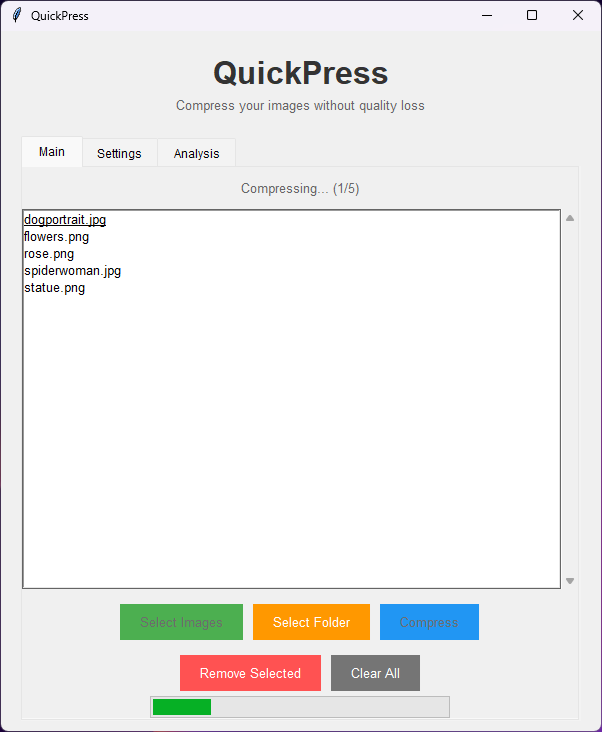 QuickPress
QuickPress
Compress your images without quality loss
Main Settings Analysis
Compressing... (1/5)
dogportrait.jpg
flowers.png
rose.png
spiderwoman.jpg
statue.png
Select Images Select Folder Compress
Remove Selected Clear All